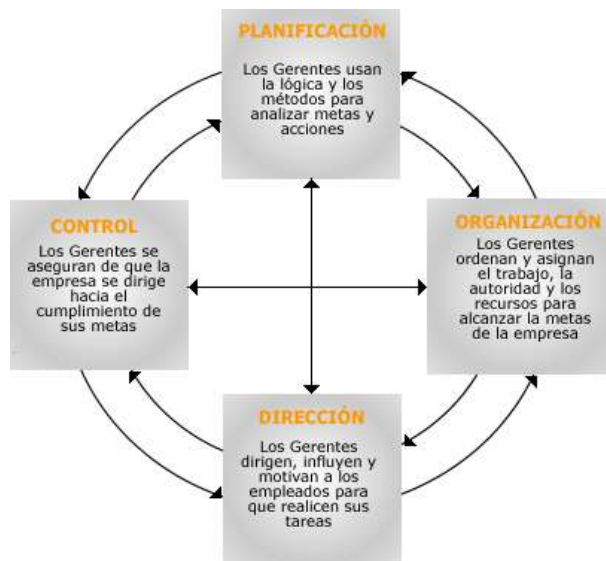 PLANIFICACIÓN
Los Gerentes usan
la lógica y los
métodos para
analizar metas y
acciones
CONTROL
Los Gerentes se
aseguran de que la
empresa se dirige
hacia el
cumplimiento de
sus metas
ORGANIZACIÓN
Los Gerentes
ordenan y asignan
el trabajo, la
autoridad y los
recursos para
alcanzar la metas
de la empresa
DIRECCIÓN
Los Gerentes
dirigen, influyen y
motivan a los
empleados para
que realicen sus
tareas